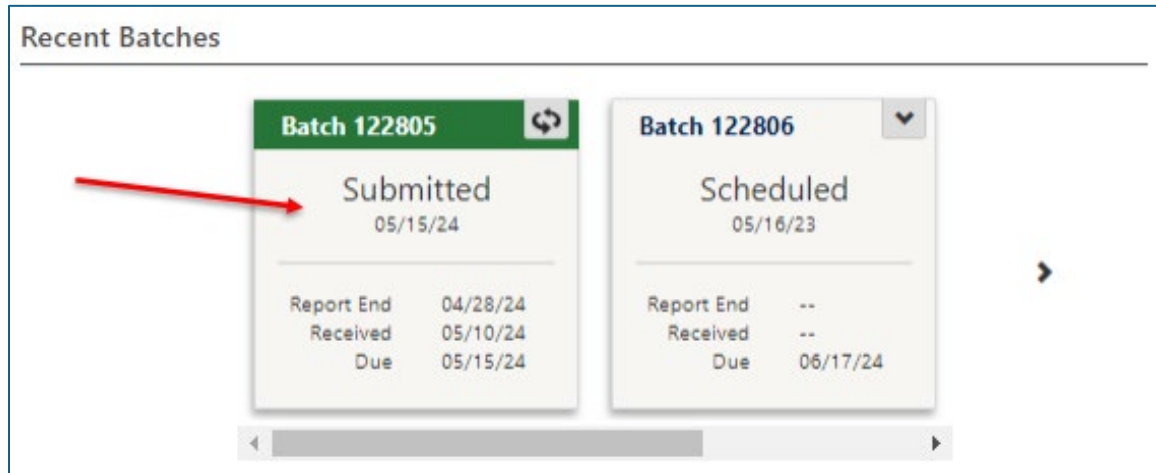 Recent Batches
Batch 122805
Submitted
05/15/24
Report End 04/28/24
Received 05/10/24
Due 05/15/24
Batch 122806
Scheduled
05/16/23
Report End --
Received --
Due 06/17/24